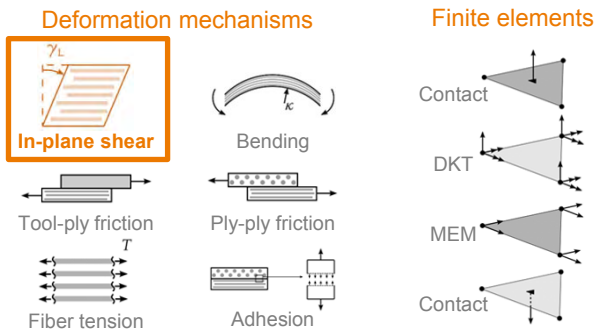 Deformation mechanisms
Finite elements
γL
In-plane shear
κ
Bending
Tool-ply friction
Ply-ply friction
T
Fiber tension
Adhesion
Contact
DKT
MEM
Contact